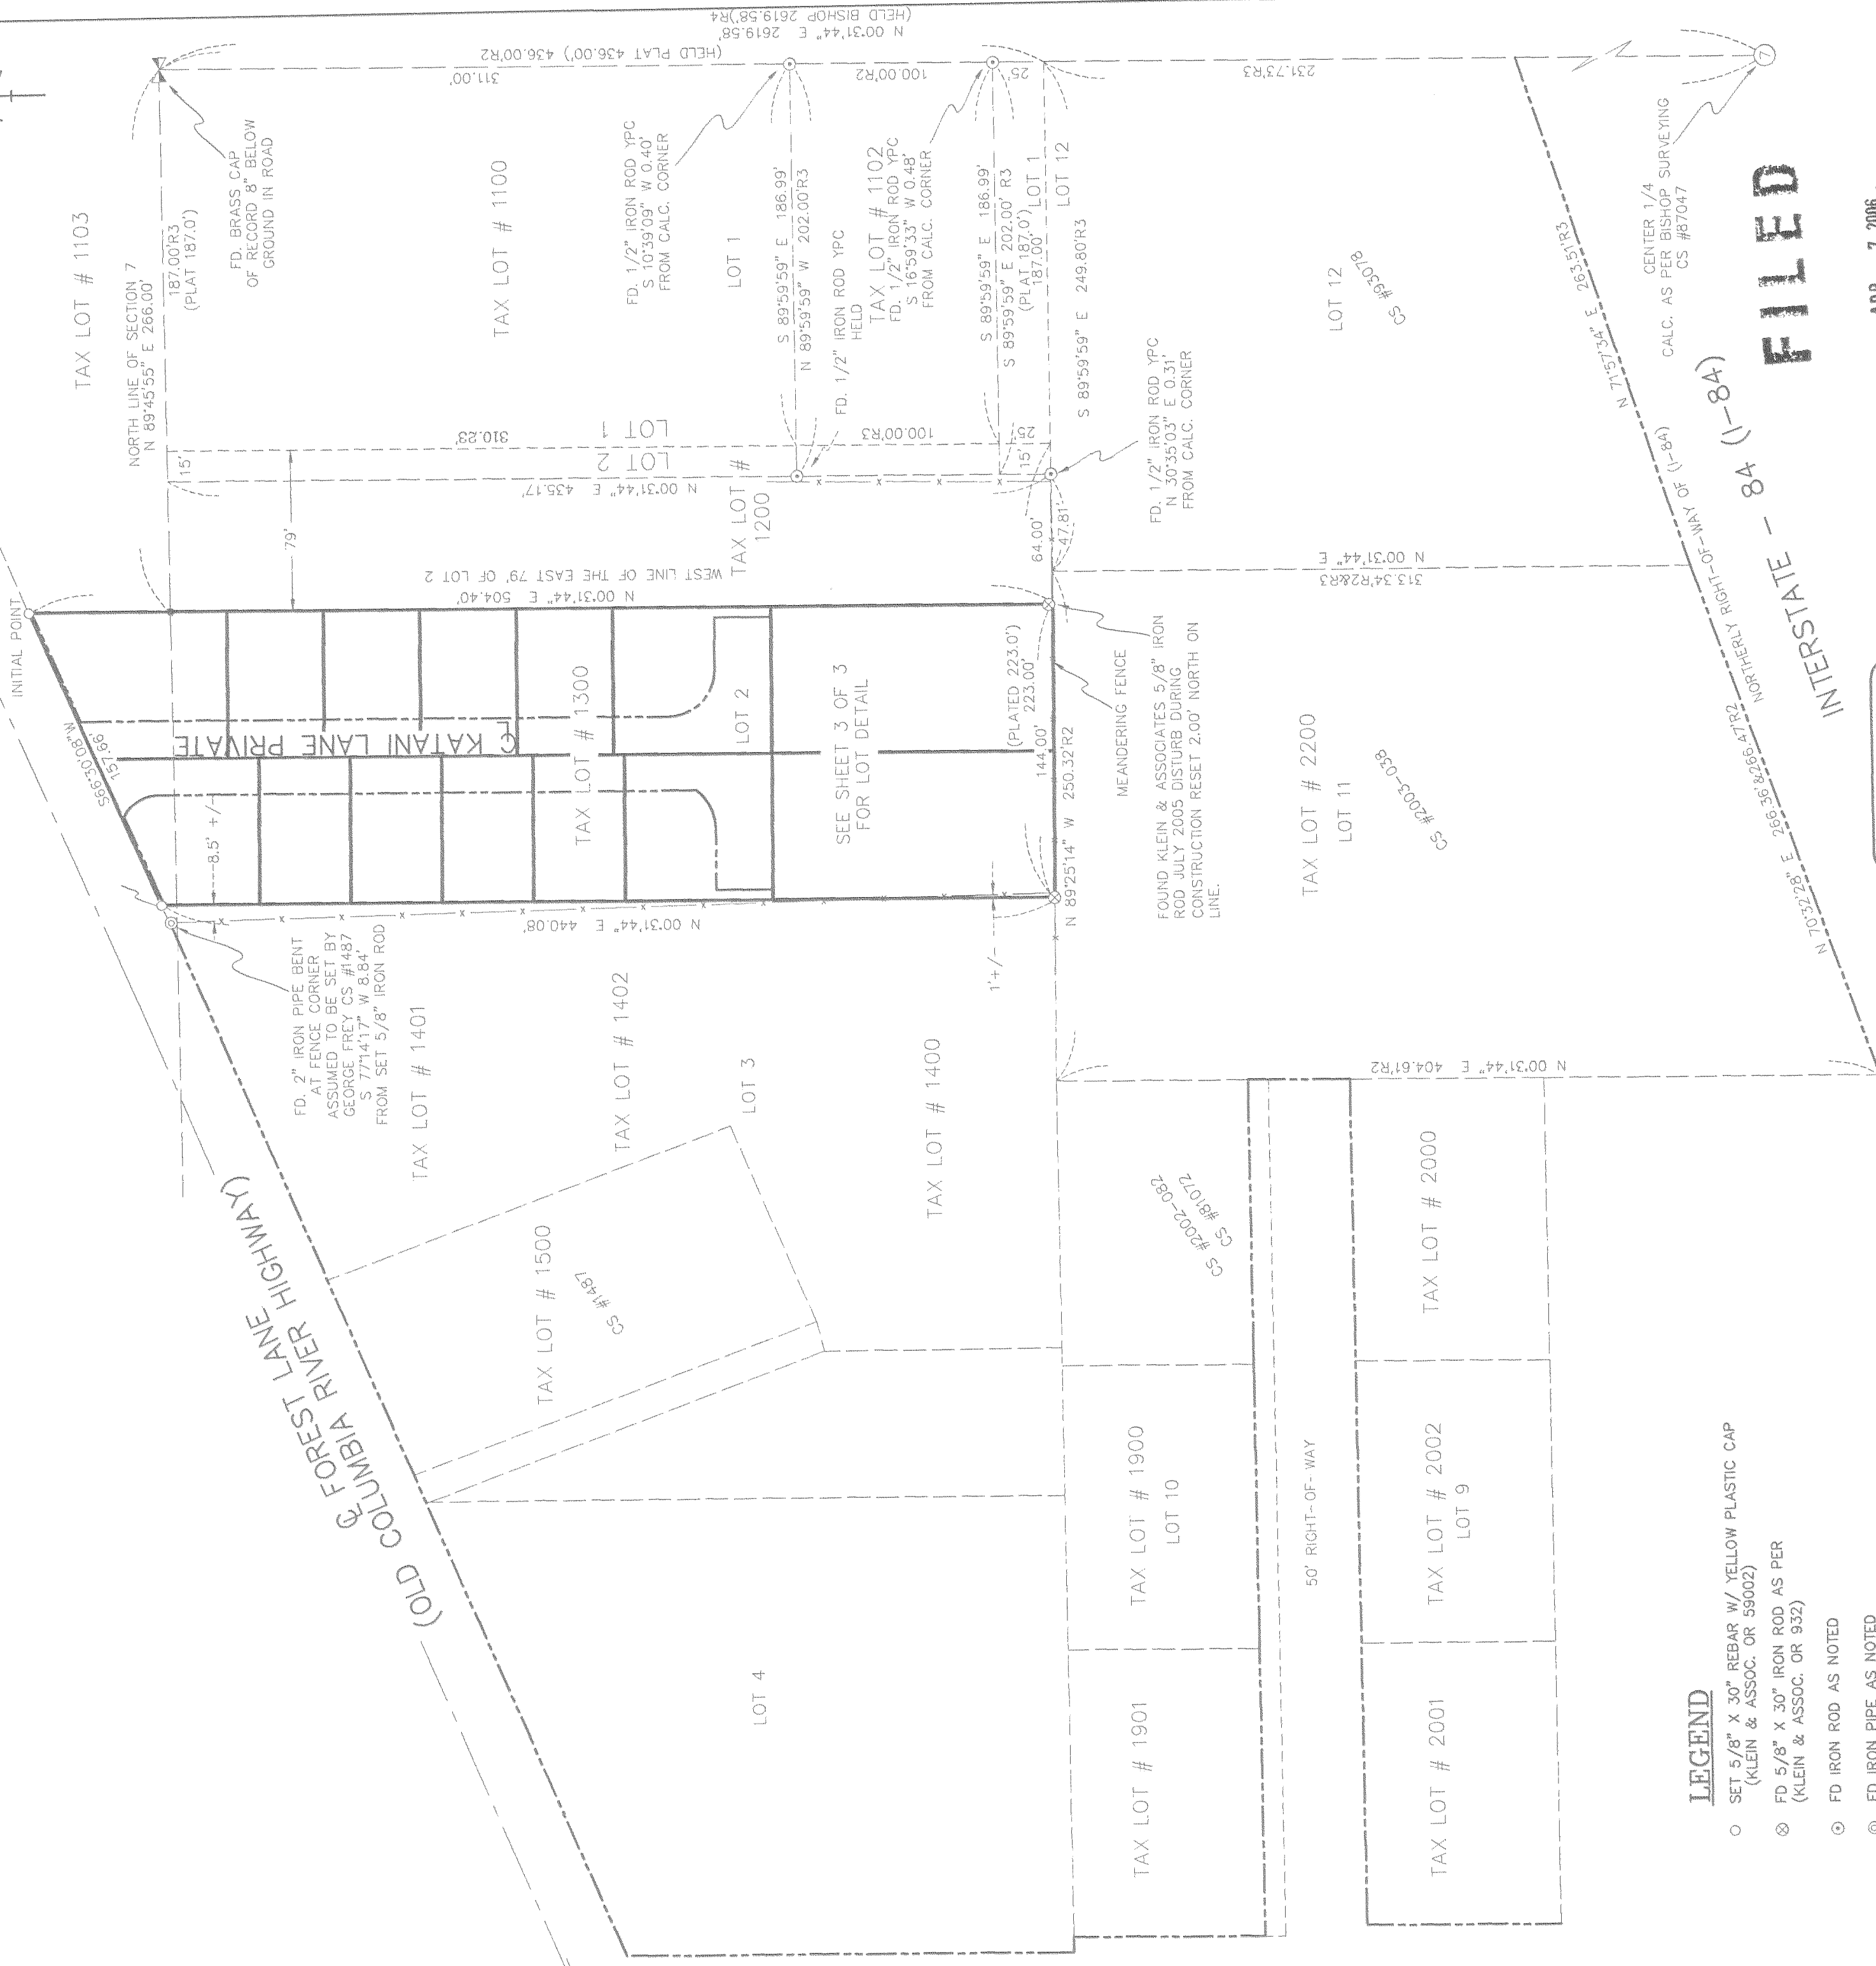 TAX LOT # 1103
NORTH LINE OF SECTION 7
N 89°45'55" E 266.00'
187.00'R3
(PLAT 187.0')
FD. BRASS CAP
OF RECORD 8" BELOW
GROUND IN ROAD
N 00°31'44" E 2619.58'
(HELD BISHOP 2619.58')R4
(HELD PLAT 436.00') 436.00'R2
311.00'
100.00'R2
25'
231.73'R3
INITIAL POINT
S66°30'08"W
157.66'
15'
79'
310.23'
LOT 1
LOT 2
N 00°31'44" E 435.17'
TAX LOT # 1100
LOT 1
FD. 1/2" IRON ROD YPC
S 10°39'09" W 0.40'
FROM CALC. CORNER
S 89°59'59" E 186.99'
N 89°59'59" W 202.00'R3
FD. 1/2" IRON ROD YPC
HELD
TAX LOT # 1102
FD. 1/2" IRON ROD YPC
S 16°59'33" W 0.48'
FROM CALC. CORNER
100.00'R3
S 89°59'59" E 186.99'
S 89°59'59" E 202.00' R3
(PLAT 187.0')
187.00'
LOT 1
LOT 12
25'
15'
S 89°59'59" E 249.80'R3
TAX LOT #
1200
WEST LINE OF THE EAST 79' OF LOT 2
N 00°31'44" E 504.40'
64.00'
47.81'
FD. 1/2" IRON ROD YPC
N 30°35'03" E 0.31'
FROM CALC. CORNER
N 00°31'44" E
313.34'R2&R3
LOT 12
CS #93078
N 71°57'34" E 263.51'R3
CENTER 1/4
CALC. AS PER BISHOP SURVEYING
CS #87047
7
FILED
APR 7 2006
NORTHERLY RIGHT-OF-WAY OF (I-84)
INTERSTATE - 84 (I-84)
N 70°32'28" E 266.36'&266.47'R2
℄ KATANI LANE PRIVATE
TAX LOT # 1300
LOT 2
SEE SHEET 3 OF 3
FOR LOT DETAIL
8.5' +/-
N 00°31'44" E 440.08'
(PLATED 223.0')
223.00'
144.00'
N 89°25'14" W 250.32'R2
MEANDERING FENCE
1'+/-
FOUND KLEIN & ASSOCIATES 5/8" IRON
ROD JULY 2005 DISTURB DURING
CONSTRUCTION RESET 2.00' NORTH ON
LINE.
TAX LOT # 2200
LOT 11
CS #2003-038
FD. 2" IRON PIPE BENT
AT FENCE CORNER
ASSUMED TO BE SET BY
GEORGE FREY CS #1487
S 77°14'17" W 8.84'
FROM SET 5/8" IRON ROD
TAX LOT # 1401
TAX LOT # 1402
LOT 3
TAX LOT # 1400
TAX LOT # 1500
CS #1487
℄ FOREST LANE
(OLD COLUMBIA RIVER HIGHWAY)
LOT 4
N 00°31'44" E 404.61'R2
CS #2002-082
CS #81072
TAX LOT # 1900
LOT 10
TAX LOT # 1901
50' RIGHT-OF-WAY
TAX LOT # 2000
TAX LOT # 2002
LOT 9
TAX LOT # 2001
LEGEND
SET 5/8" X 30" REBAR W/ YELLOW PLASTIC CAP
(KLEIN & ASSOC. OR 59002)
FD 5/8" X 30" IRON ROD AS PER
(KLEIN & ASSOC. OR 932)
FD IRON ROD AS NOTED
FD IRON PIPE AS NOTED